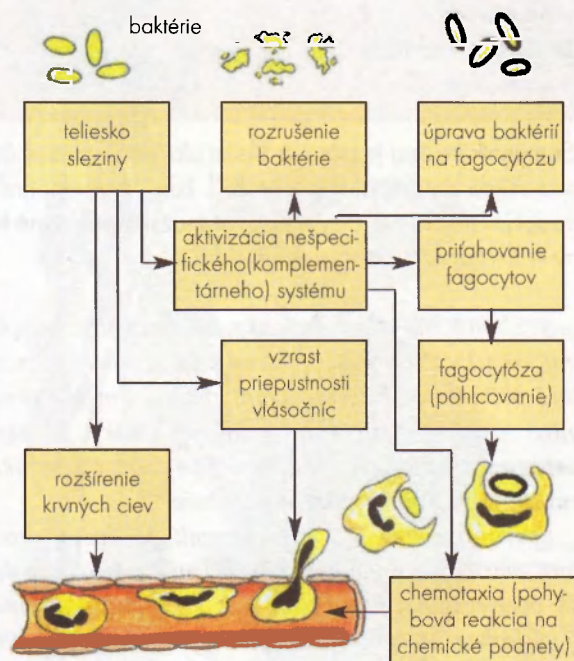 baktérie
teliesko
sleziny
rozrušenie
baktérie
úprava baktérií
na fagocytózu
aktivizácia nešpeci-
fického(komplemen-
tárneho) systému
priťahovanie
fagocytov
vzrast
priepustnosti
vlásočníc
fagocytóza
(pohlcovanie)
rozšírenie
krvných ciev
chemotaxia (pohy-
bová reakcia na
chemické podnety)